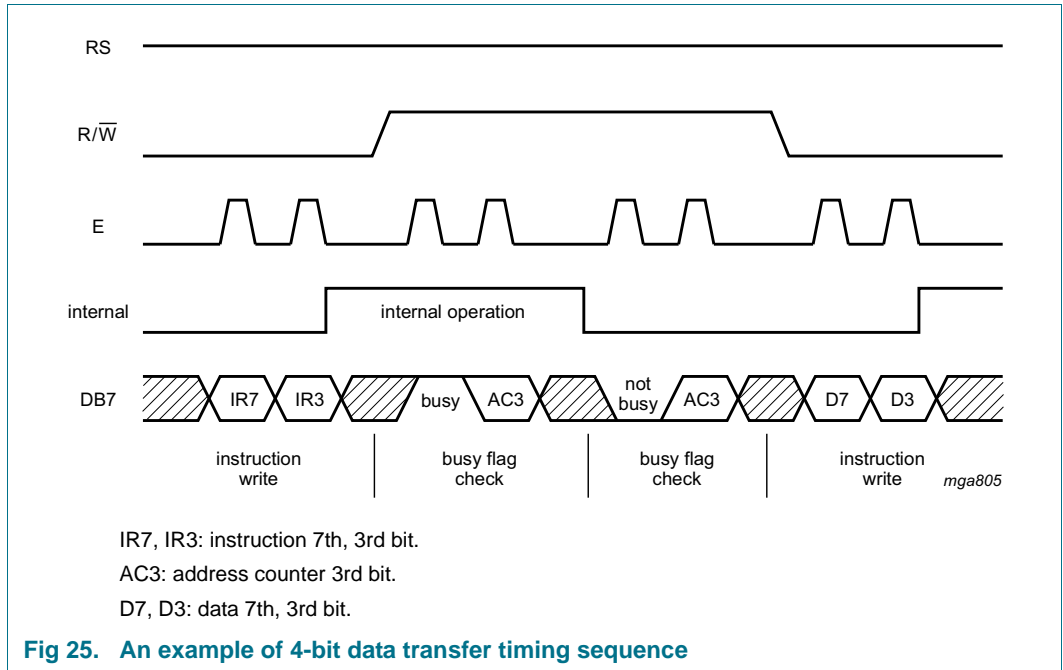 RS
R/W̅
E
internal
internal operation
DB7
IR7 IR3 busy AC3 not busy AC3 D7 D3
instruction write
busy flag check
busy flag check
instruction write
mga805
IR7, IR3: instruction 7th, 3rd bit.
AC3: address counter 3rd bit.
D7, D3: data 7th, 3rd bit.
Fig 25. An example of 4-bit data transfer timing sequence